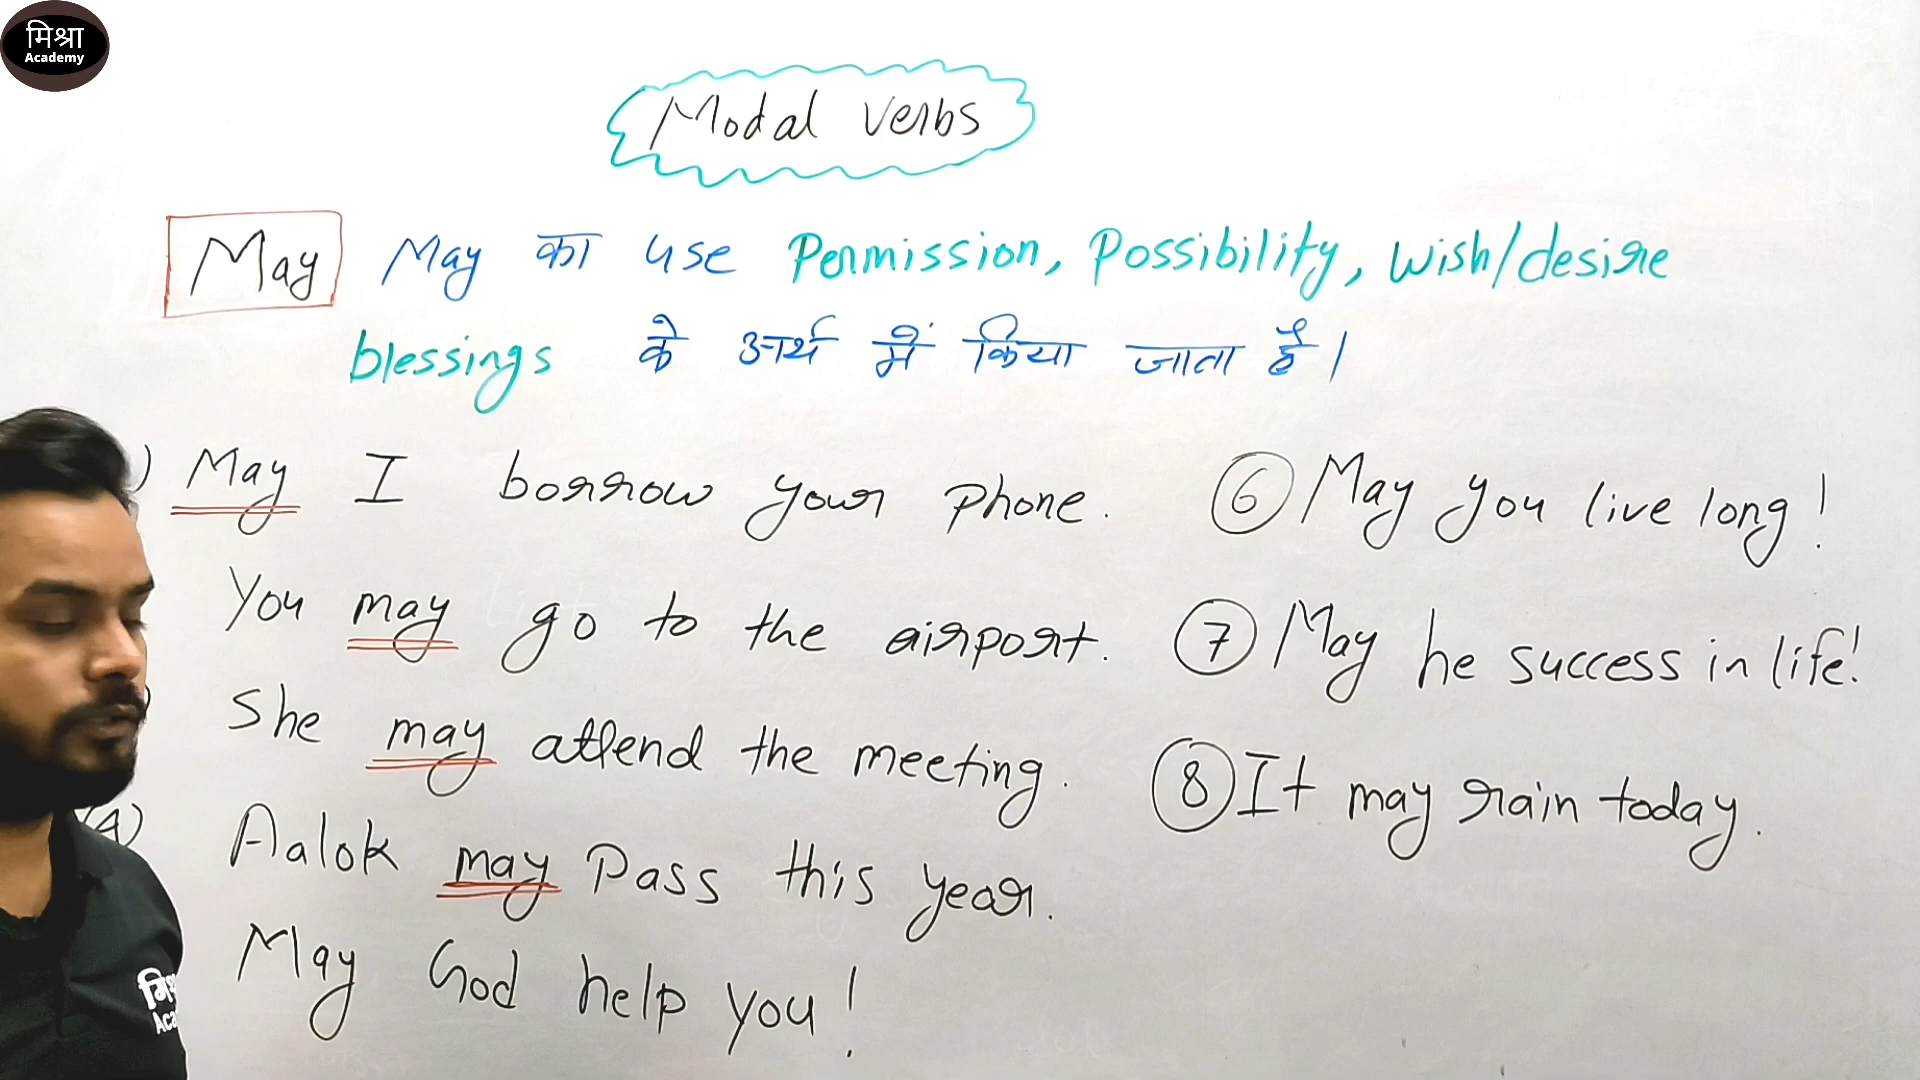 मिश्रा
Academy
Modal verbs
May May का use Permission, Possibility, Wish/desire
blessings के अर्थ में किया जाता है।
) May I borrow your phone.
You may go to the airport.
She may attend the meeting.
(4) Aalok may Pass this year.
May God help you!
⑥ May you live long!
⑦ May he success in life!
⑧ It may rain today.